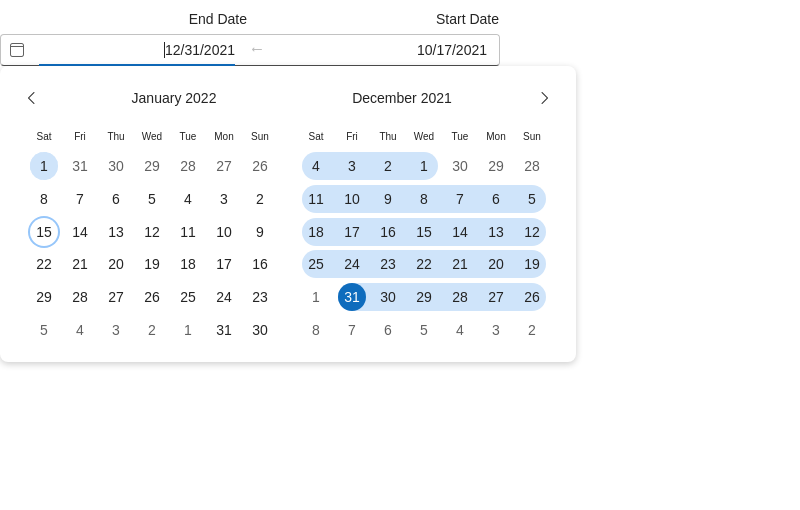 End Date Start Date
12/31/2021 ← 10/17/2021
January 2022 December 2021
Sat Fri Thu Wed Tue Mon Sun Sat Fri Thu Wed Tue Mon Sun
1 31 30 29 28 27 26 4 3 2 1 30 29 28
8 7 6 5 4 3 2 11 10 9 8 7 6 5
15 14 13 12 11 10 9 18 17 16 15 14 13 12
22 21 20 19 18 17 16 25 24 23 22 21 20 19
29 28 27 26 25 24 23 1 31 30 29 28 27 26
5 4 3 2 1 31 30 8 7 6 5 4 3 2